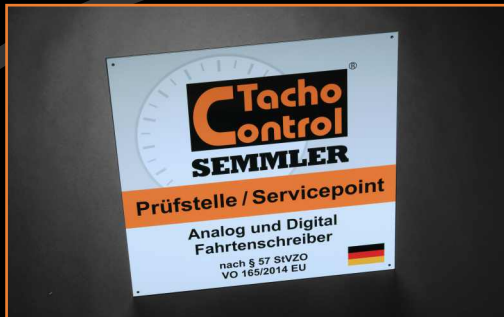 Tacho
Control
®
SEMMLER
Prüfstelle / Servicepoint
Analog und Digital
Fahrtenschreiber
nach § 57 StVZO
VO 165/2014 EU